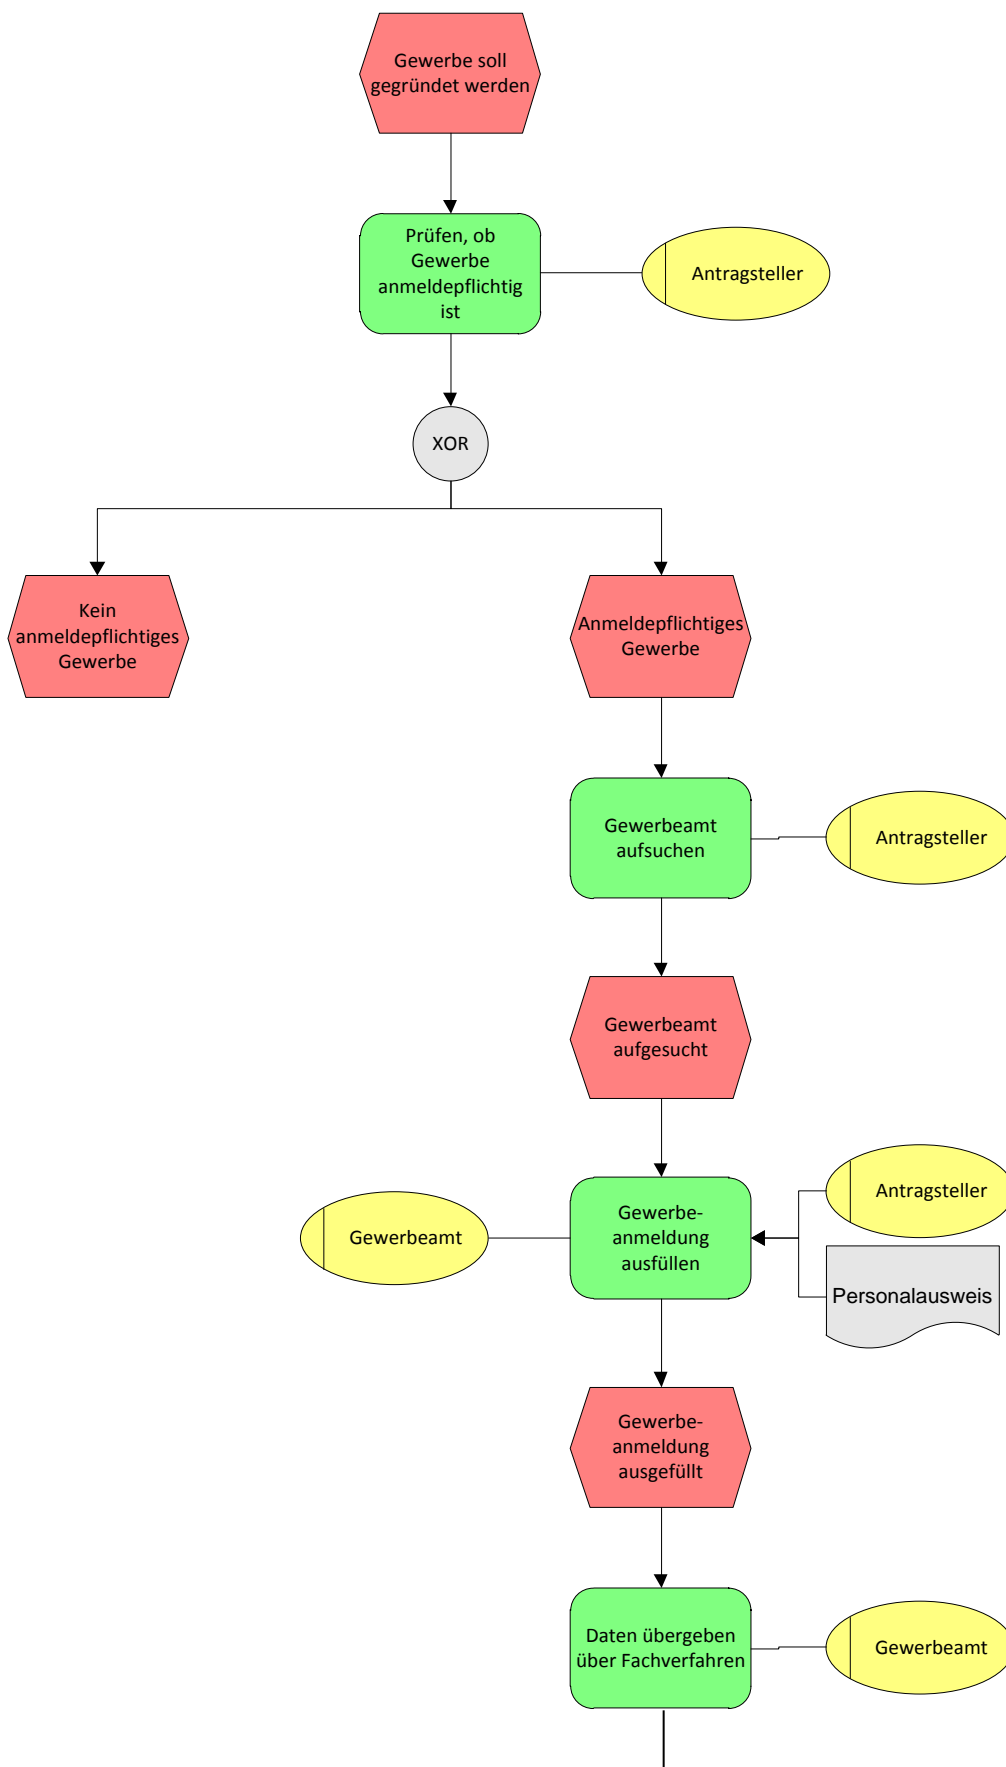 Gewerbe soll
gegründet werden
Prüfen, ob
Gewerbe
anmeldepflichtig
ist
Antragsteller
XOR
Kein
anmeldepflichtiges
Gewerbe
Anmeldepflichtiges
Gewerbe
Gewerbeamt
aufsuchen
Antragsteller
Gewerbeamt
aufgesucht
Gewerbeamt
Gewerbe-
anmeldung
ausfüllen
Antragsteller
Personalausweis
Gewerbe-
anmeldung
ausgefüllt
Daten übergeben
über Fachverfahren
Gewerbeamt